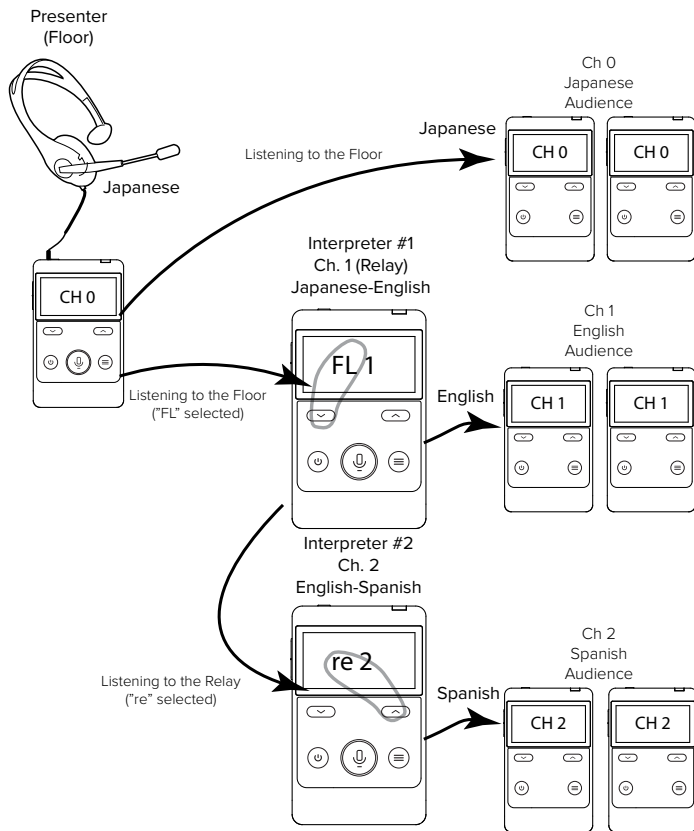 Presenter
(Floor)
Japanese
CH 0
Listening to the Floor
Japanese
Ch 0
Japanese
Audience
CH 0
CH 0
Listening to the Floor
("FL" selected)
Interpreter #1
Ch. 1 (Relay)
Japanese-English
FL 1
English
Ch 1
English
Audience
CH 1
CH 1
Listening to the Relay
("re" selected)
Interpreter #2
Ch. 2
English-Spanish
re 2
Spanish
Ch 2
Spanish
Audience
CH 2
CH 2